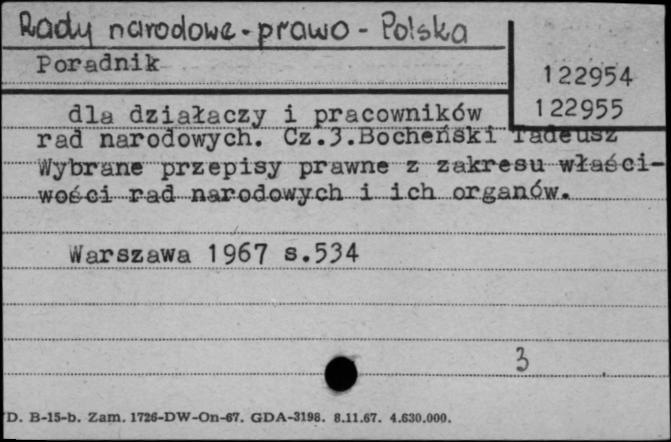 Rady narodowe - prawo - Polska
Poradnik
122954
122955
dla działaczy i pracowników
rad narodowych. Cz.3.Bocheński Tadeusz
Wybrane przepisy prawne z zakresu właści-
wości rad narodowych i ich organów.
Warszawa 1967 s.534
3
D. B-15-b. Zam. 1726-DW-On-67. GDA-3198. 8.11.67. 4.630.000.